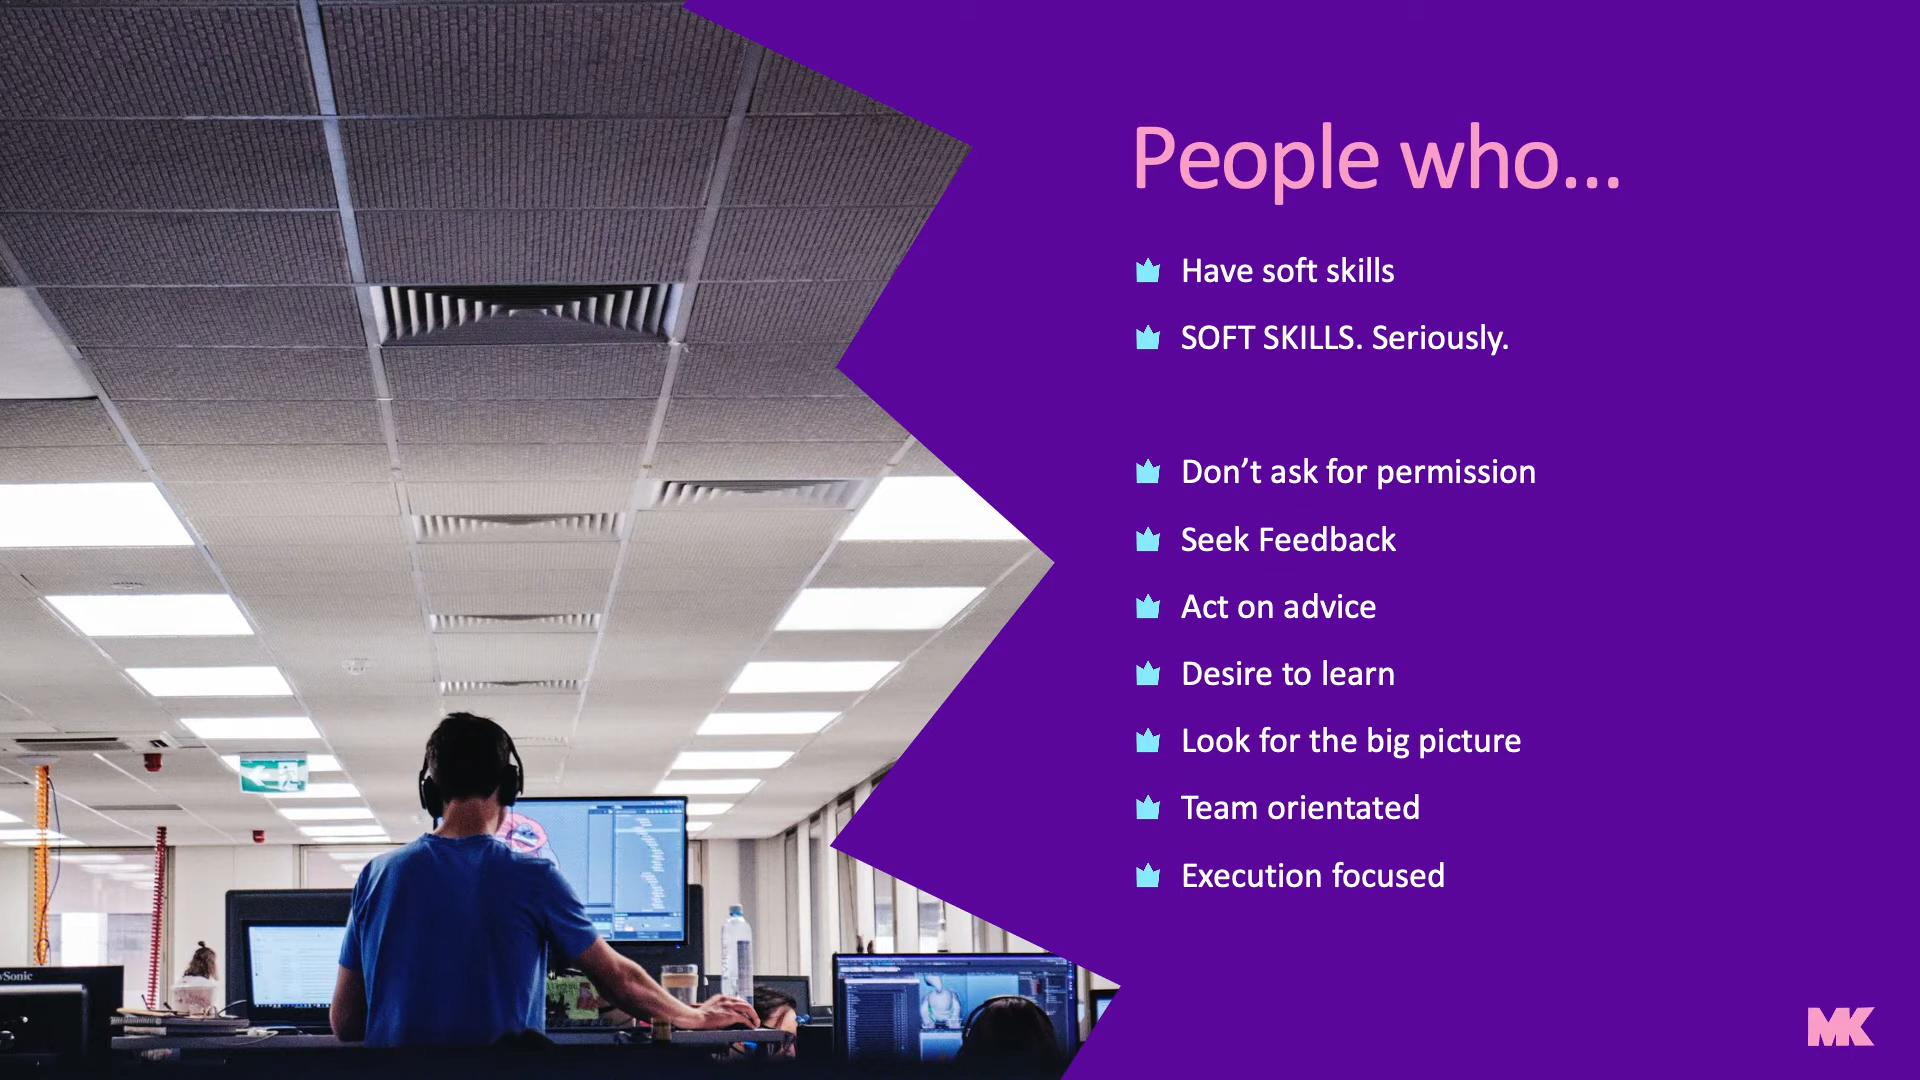 People who...
Have soft skills
SOFT SKILLS. Seriously.
Don’t ask for permission
Seek Feedback
Act on advice
Desire to learn
Look for the big picture
Team orientated
Execution focused
MK